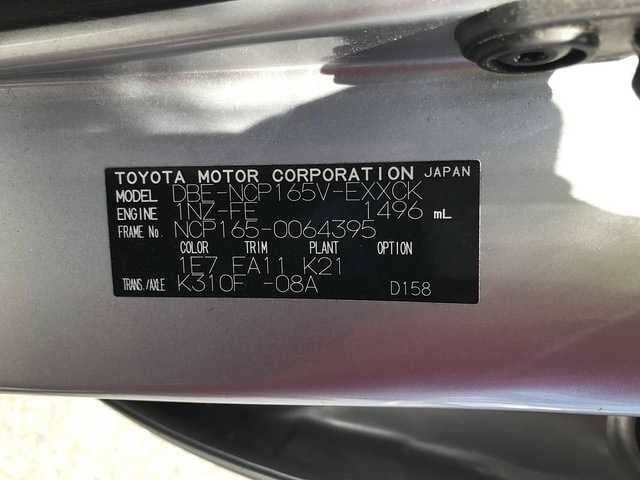 TOYOTA MOTOR CORPORATION JAPAN
MODEL DBE-NCP165V-EXXCK
ENGINE 1NZ-FE 1496 mL
FRAME No. NCP165-0064395
COLOR TRIM PLANT OPTION
1E7 FA11 K21
TRANS./AXLE K310F -08A D158